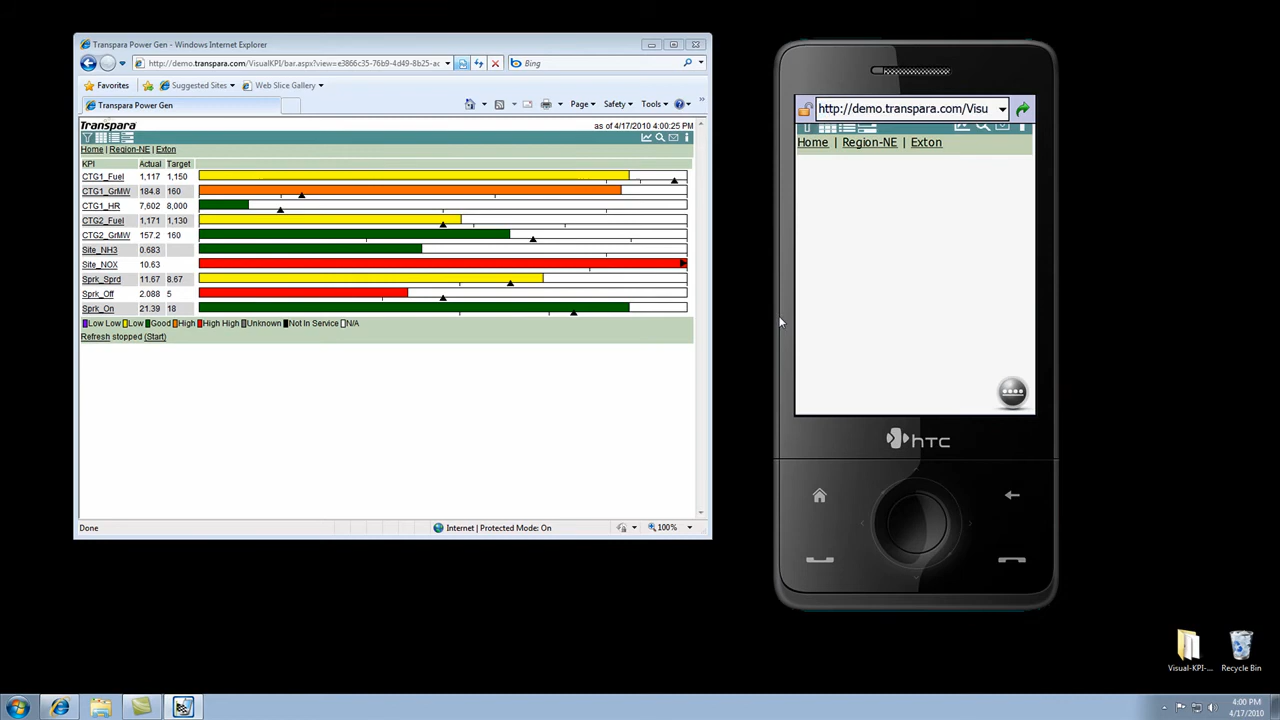 Transpara Power Gen - Windows Internet Explorer
http://demo.transpara.com/VisualKPI/bar.aspx?view=e3866c35-76b9-4d49-8b25-ac
Bing
Favorites
Suggested Sites
Web Slice Gallery
Transpara Power Gen
Page
Safety
Tools
Transpara
as of 4/17/2010 4:00:25 PM
Home | Region-NE | Exton
KPI Actual Target
CTG1_Fuel 1,117 1,150
CTG1_GrMW 184.8 160
CTG1_HR 7,602 8,000
CTG2_Fuel 1,171 1,130
CTG2_GrMW 157.2 160
Site_NH3 0.683
Site_NOX 10.63
Sprk_Sprd 11.67 8.67
Sprk_Off 2.088 5
Sprk_On 21.39 18
Low Low Low Good High High High Unknown Not In Service N/A
Refresh stopped (Start)
Done
Internet | Protected Mode: On
100%
http://demo.transpara.com/Visu
Home | Region-NE | Exton
htc
Visual-KPI-...
Recycle Bin
4:00 PM
4/17/2010